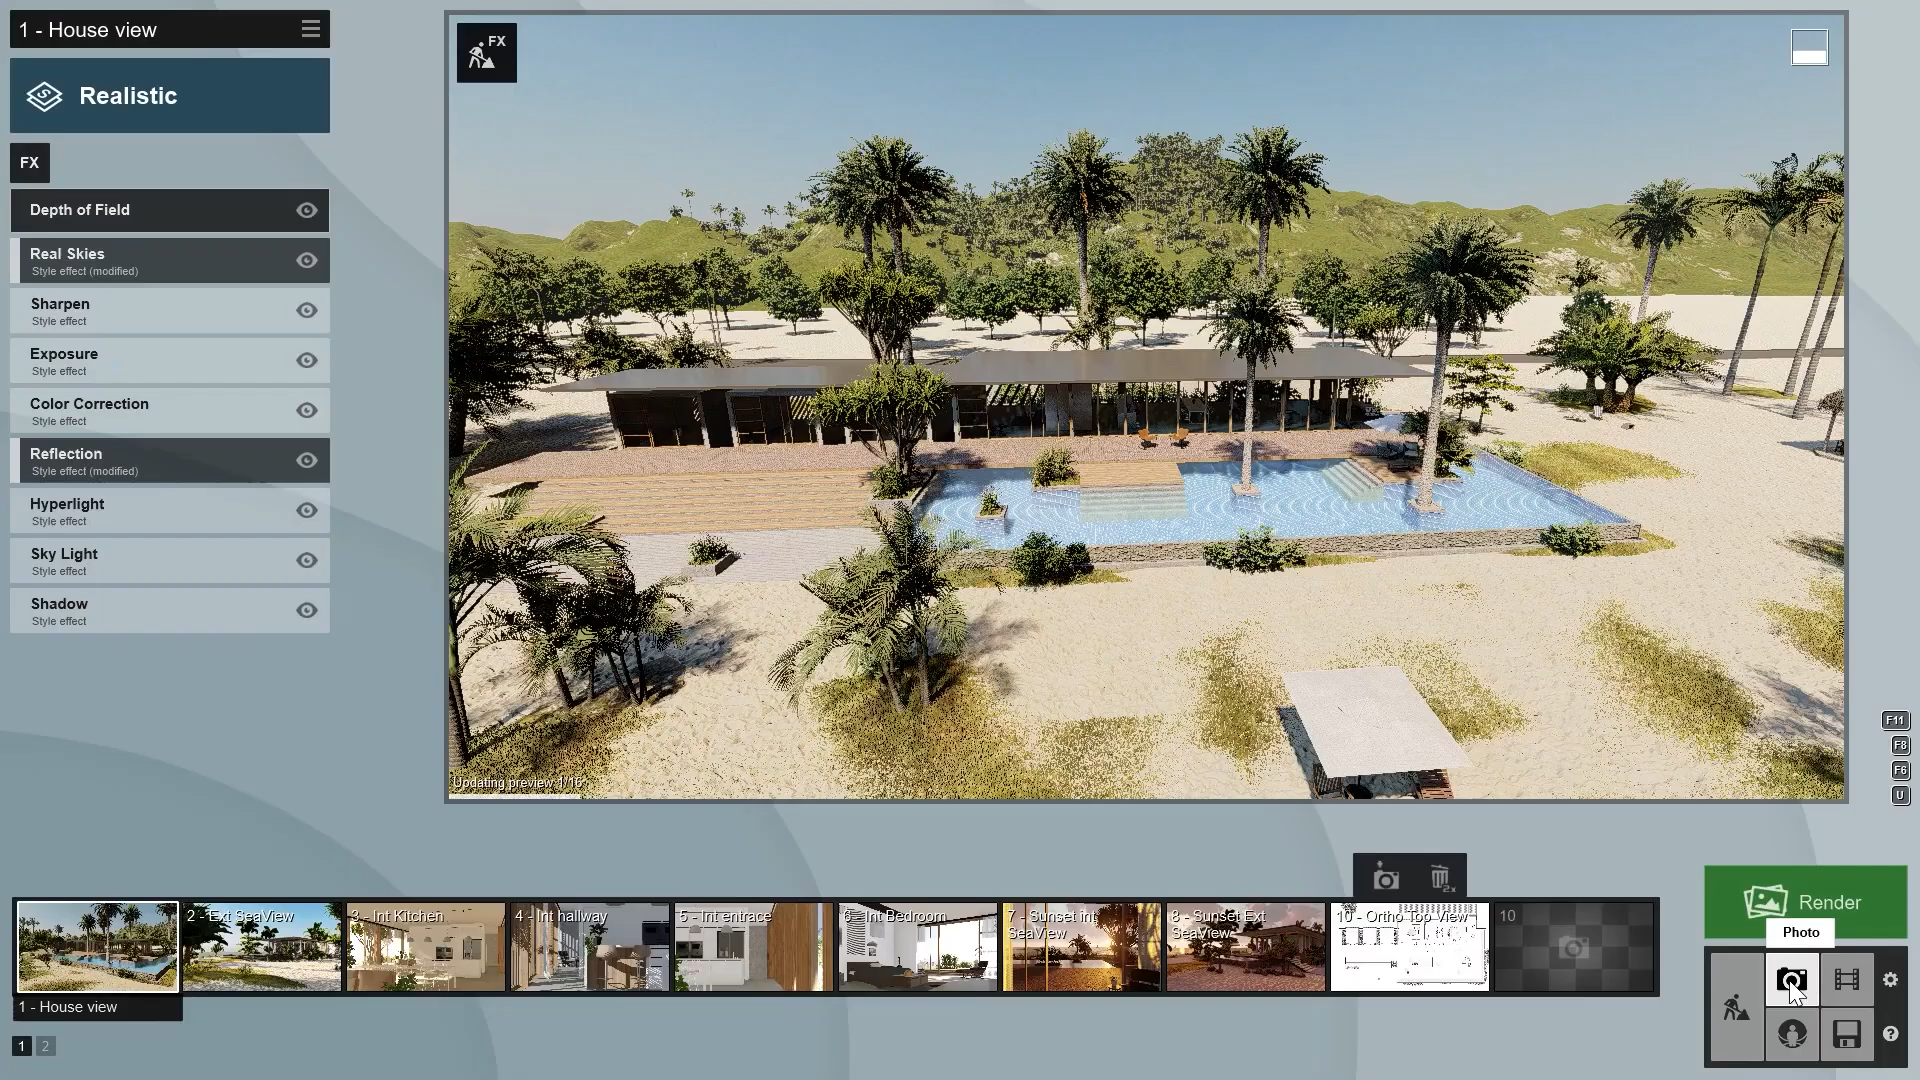 1 - House view
Realistic
FX
Depth of Field
Real Skies
Style effect (modified)
Sharpen
Style effect
Exposure
Style effect
Color Correction
Style effect
Reflection
Style effect (modified)
Hyperlight
Style effect
Sky Light
Style effect
Shadow
Style effect
FX
Updating preview 1/16
F11
F8
F6
U
2x
Render
Photo
2 - Ext SeaView
3 - Int Kitchen
4 - Int hallway
5 - Int entrace
6 - Int Bedroom
7 - Sunset int
SeaView
8 - Sunset Ext
SeaView
10 - Ortho Top View
10
1 - House view
1 2
?